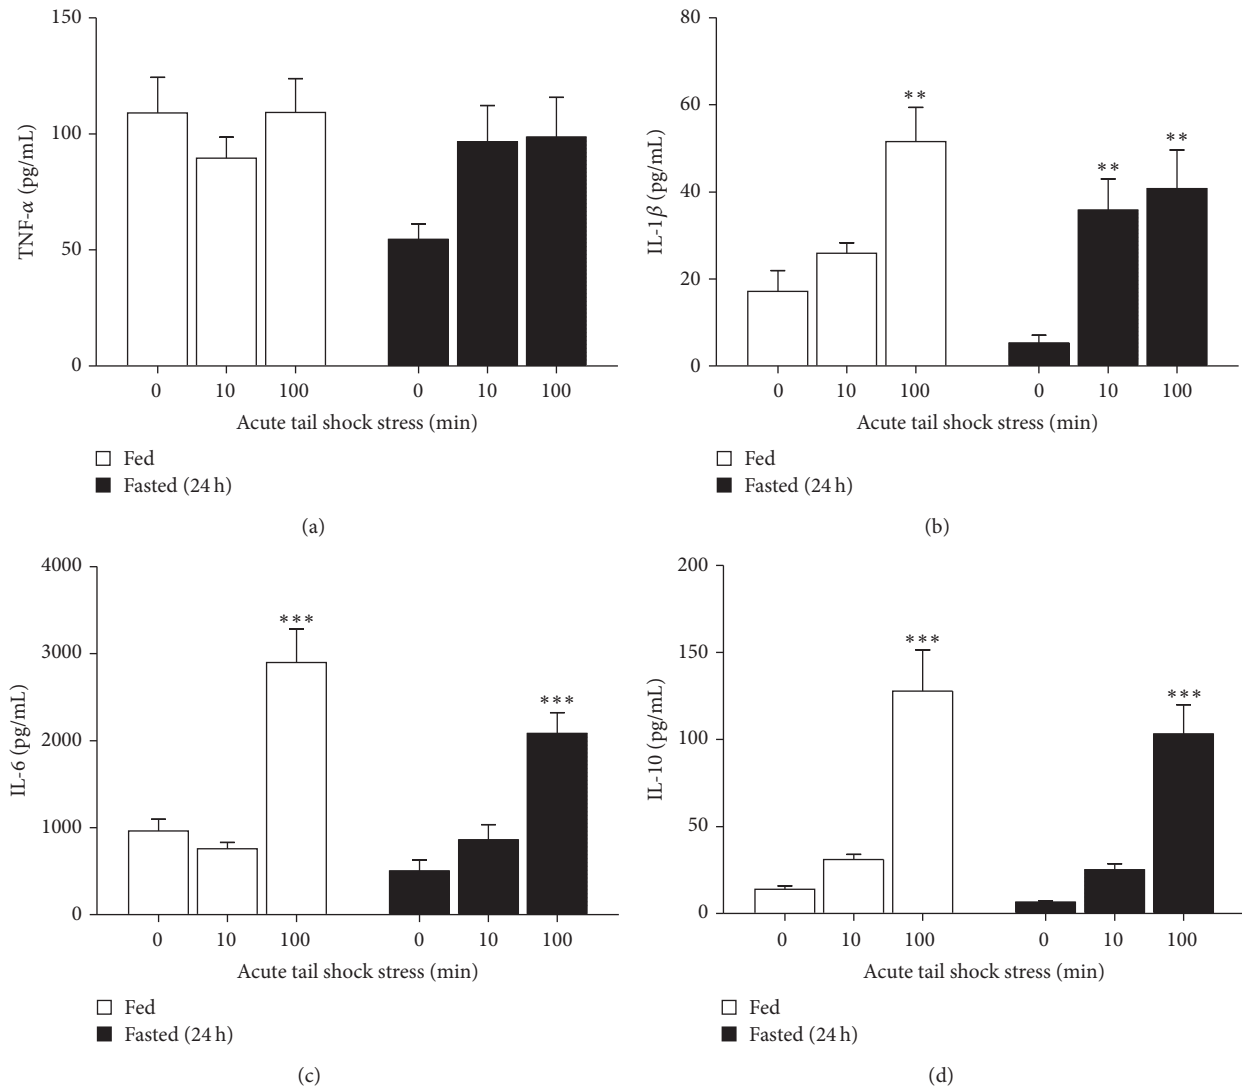 150
100
50
0
TNF-α (pg/mL)
0 10 100 0 10 100
Acute tail shock stress (min)
Fed
Fasted (24 h)
(a)
80
60
40
20
0
IL-1β (pg/mL)
**
**
**
0 10 100 0 10 100
Acute tail shock stress (min)
Fed
Fasted (24 h)
(b)
4000
3000
2000
1000
0
IL-6 (pg/mL)
***
***
0 10 100 0 10 100
Acute tail shock stress (min)
Fed
Fasted (24 h)
(c)
200
150
100
50
0
IL-10 (pg/mL)
***
***
0 10 100 0 10 100
Acute tail shock stress (min)
Fed
Fasted (24 h)
(d)